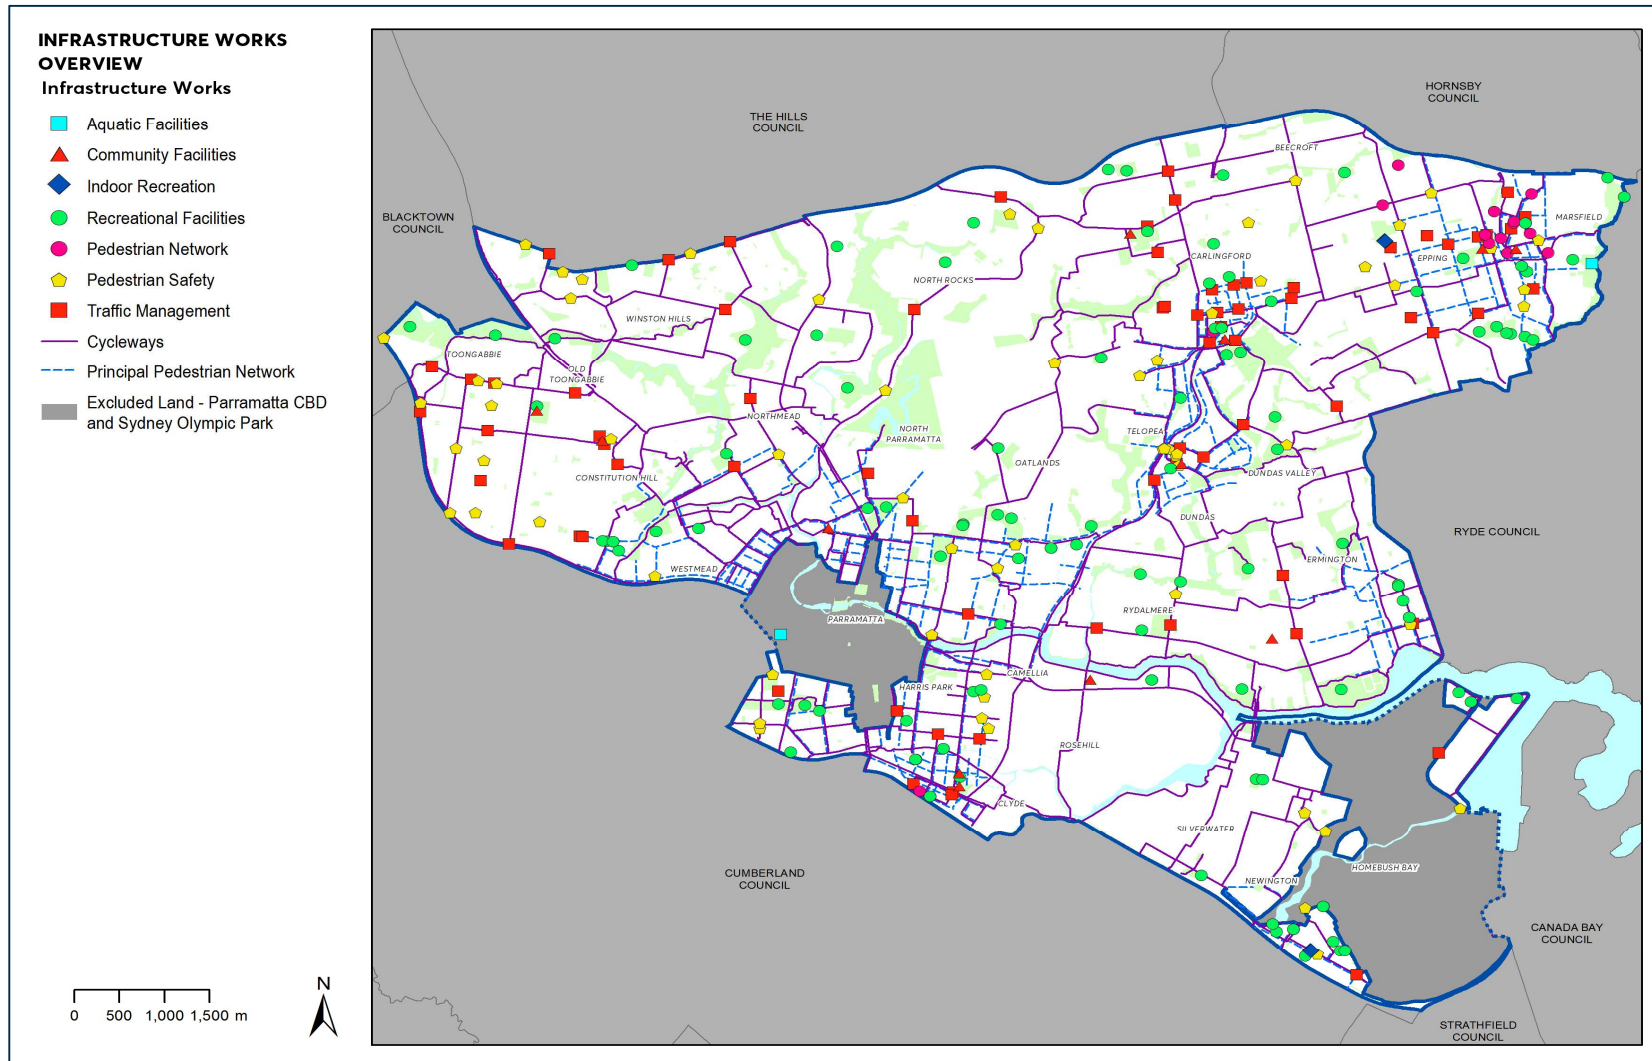 INFRASTRUCTURE WORKS
OVERVIEW
Infrastructure Works
Aquatic Facilities
Community Facilities
Indoor Recreation
Recreational Facilities
Pedestrian Network
Pedestrian Safety
Traffic Management
Cycleways
Principal Pedestrian Network
Excluded Land - Parramatta CBD
and Sydney Olympic Park
0 500 1,000 1,500 m
N
HORNSBY
COUNCIL
THE HILLS
COUNCIL
BLACKTOWN
COUNCIL
BEECROFT
MARSFIELD
CARLINGFORD
EPPING
NORTH ROCKS
WINSTON HILLS
TOONGABBIE
OLD
TOONGABBIE
NORTHMEAD
NORTH
PARRAMATTA
TELOPEA
OATLANDS
DUNDAS VALLEY
CONSTITUTION HILL
DUNDAS
RYDE COUNCIL
ERMINGTON
WESTMEAD
RYDALMERE
PARRAMATTA
CAMELLIA
HARRIS PARK
ROSEHILL
CLYDE
SILVERWATER
HOMEBUSH BAY
NEWINGTON
CUMBERLAND
COUNCIL
CANADA BAY
COUNCIL
STRATHFIELD
COUNCIL